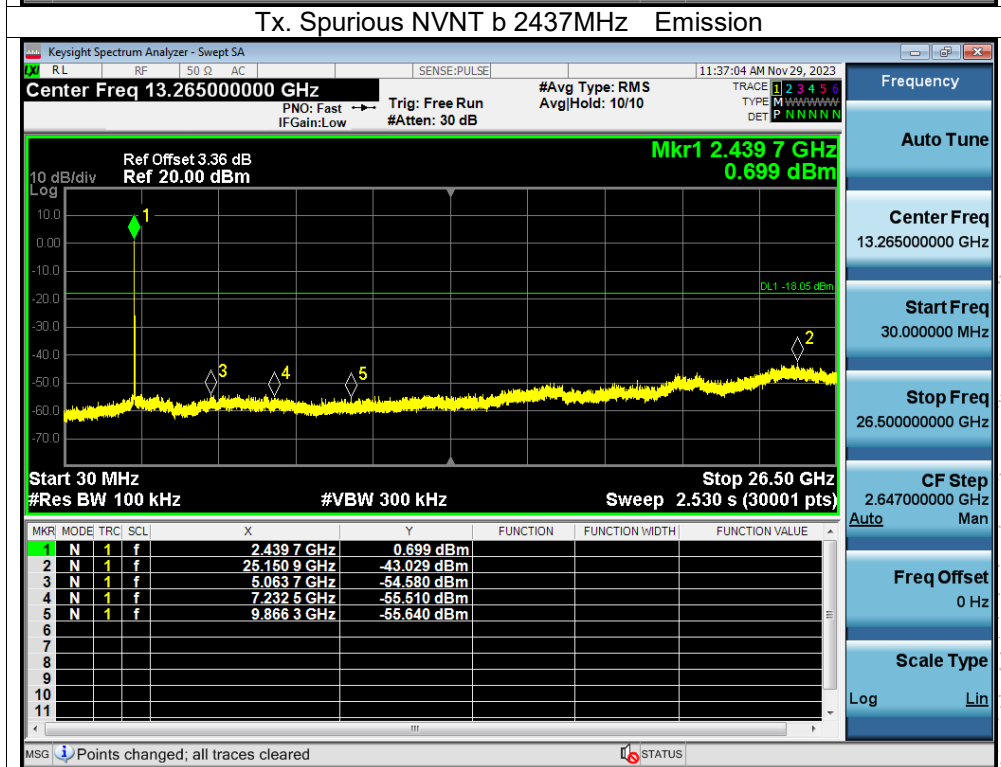 Tx. Spurious NVNT b 2437MHz Emission
Keysight Spectrum Analyzer - Swept SA
LXI RL RF 50 Ω AC SENSE:PULSE 11:37:04 AM Nov 29, 2023
Center Freq 13.265000000 GHz
PNO: Fast
IFGain:Low
Trig: Free Run
#Atten: 30 dB
#Avg Type: RMS
Avg|Hold: 10/10
TRACE 1 2 3 4 5 6
TYPE M W W W W W
DET P N N N N N
Ref Offset 3.36 dB
10 dB/div Ref 20.00 dBm
Log
Mkr1 2.439 7 GHz
0.699 dBm
10.0
0.00
-10.0
-20.0
-30.0
-40.0
-50.0
-60.0
-70.0
1
2
3
4
5
DL1 -18.05 dBm
Start 30 MHz Stop 26.50 GHz
#Res BW 100 kHz #VBW 300 kHz Sweep 2.530 s (30001 pts)
MKR MODE TRC SCL X Y FUNCTION FUNCTION WIDTH FUNCTION VALUE
1 N 1 f 2.439 7 GHz 0.699 dBm
2 N 1 f 25.150 9 GHz -43.029 dBm
3 N 1 f 5.063 7 GHz -54.580 dBm
4 N 1 f 7.232 5 GHz -55.510 dBm
5 N 1 f 9.866 3 GHz -55.640 dBm
6
7
8
9
10
11
MSG Points changed; all traces cleared STATUS
Frequency
Auto Tune
Center Freq
13.265000000 GHz
Start Freq
30.000000 MHz
Stop Freq
26.500000000 GHz
CF Step
2.647000000 GHz
Auto Man
Freq Offset
0 Hz
Scale Type
Log Lin